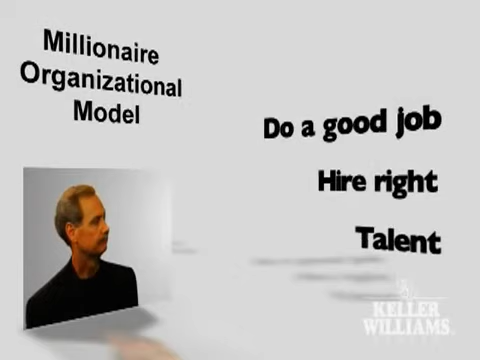 Millionaire
Organizational
Model
Do a good job
Hire right
Talent
KELLER
WILLIAMS